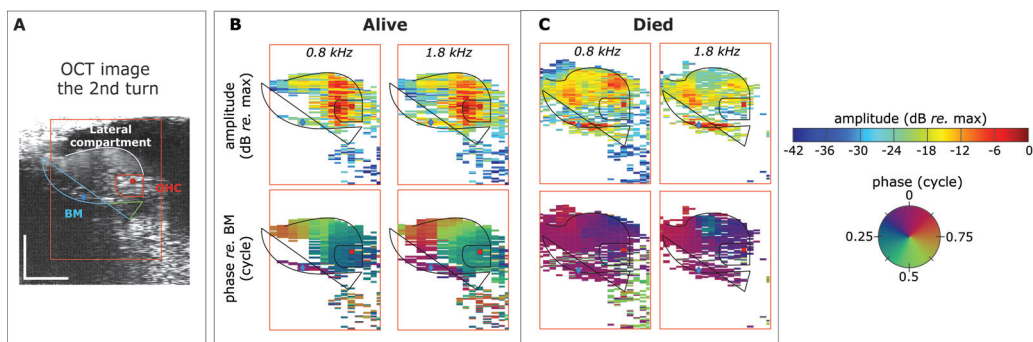 A
OCT image
the 2nd turn
Lateral
compartment
OHC
BM
B
Alive
0.8 kHz
1.8 kHz
amplitude
(dB re. max)
phase re. BM
(cycle)
C
Died
0.8 kHz
1.8 kHz
amplitude (dB re. max)
-42 -36 -30 -24 -18 -12 -6 0
phase (cycle)
0
0.25
0.75
0.5